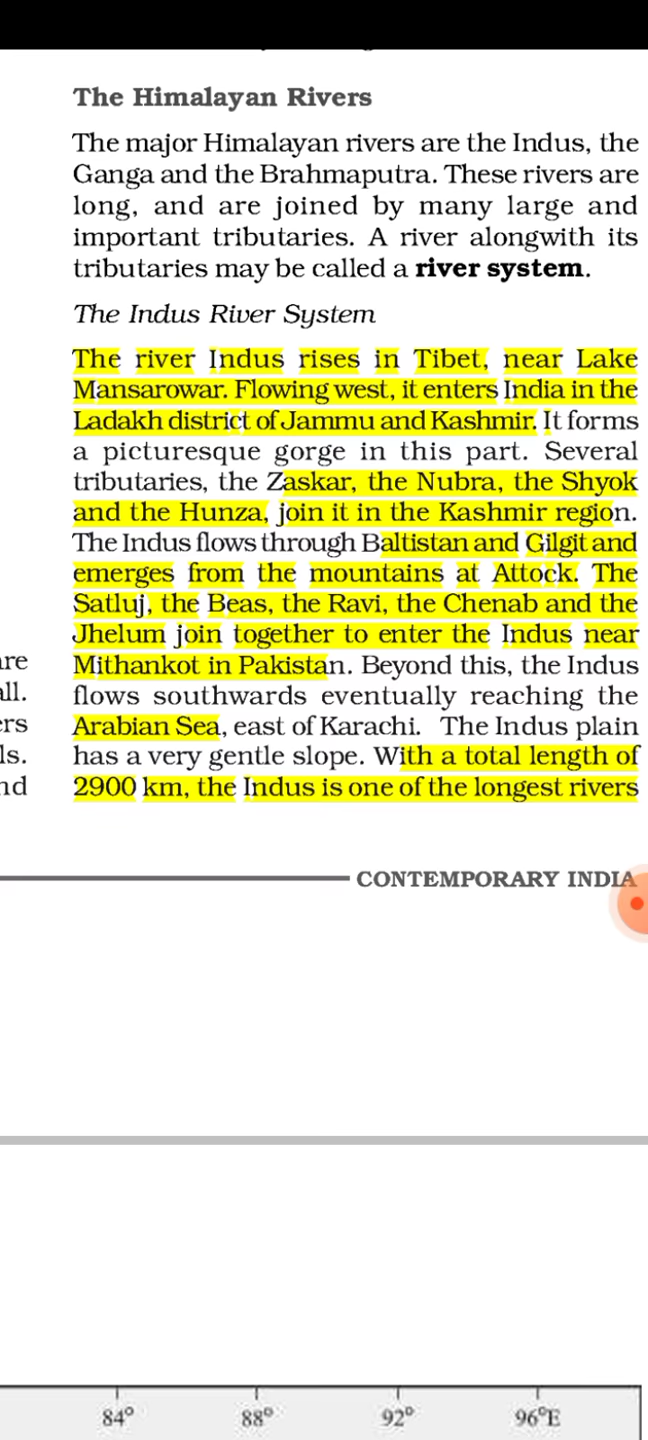 The Himalayan Rivers
The major Himalayan rivers are the Indus, the
Ganga and the Brahmaputra. These rivers are
long, and are joined by many large and
important tributaries. A river alongwith its
tributaries may be called a river system.
The Indus River System
The river Indus rises in Tibet, near Lake
Mansarowar. Flowing west, it enters India in the
Ladakh district of Jammu and Kashmir. It forms
a picturesque gorge in this part. Several
tributaries, the Zaskar, the Nubra, the Shyok
and the Hunza, join it in the Kashmir region.
The Indus flows through Baltistan and Gilgit and
emerges from the mountains at Attock. The
Satluj, the Beas, the Ravi, the Chenab and the
Jhelum join together to enter the Indus near
Mithankot in Pakistan. Beyond this, the Indus
flows southwards eventually reaching the
Arabian Sea, east of Karachi. The Indus plain
has a very gentle slope. With a total length of
2900 km, the Indus is one of the longest rivers
CONTEMPORARY INDIA
84° 88° 92° 96°E